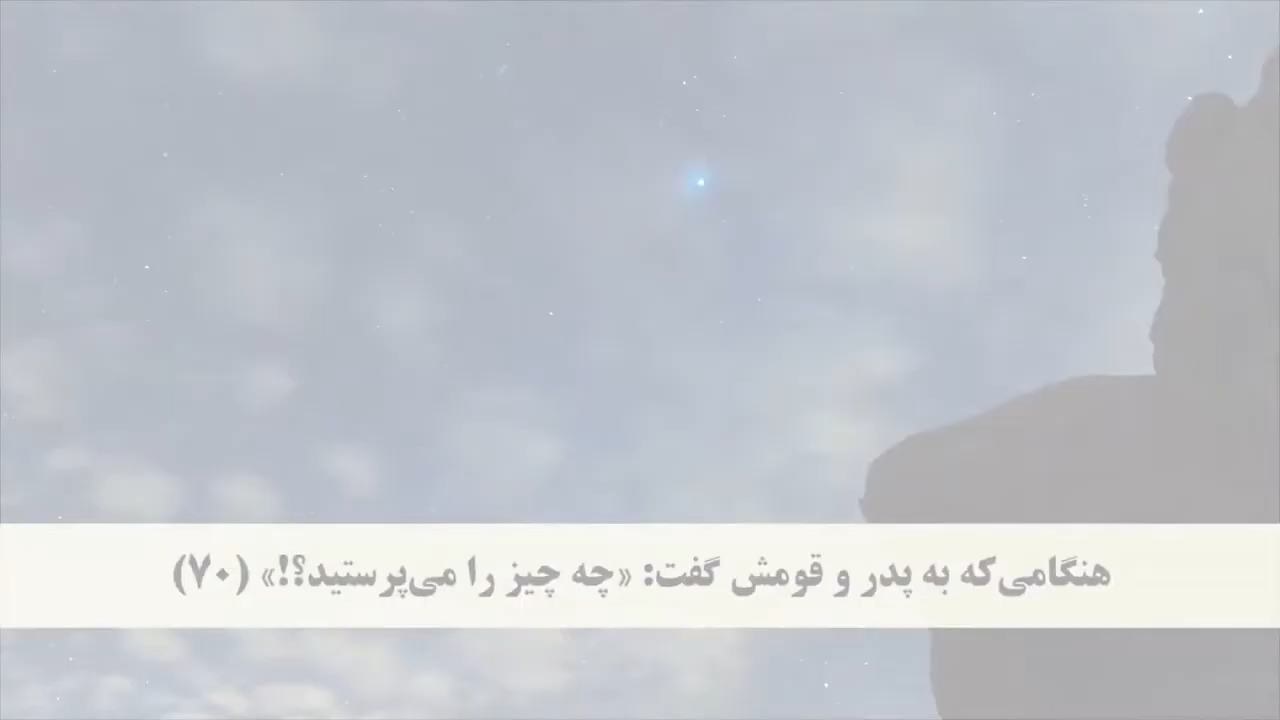 هنگامی‌که به پدر و قومش گفت: «چه چیز را می‌پرستید؟!» (۷۰)